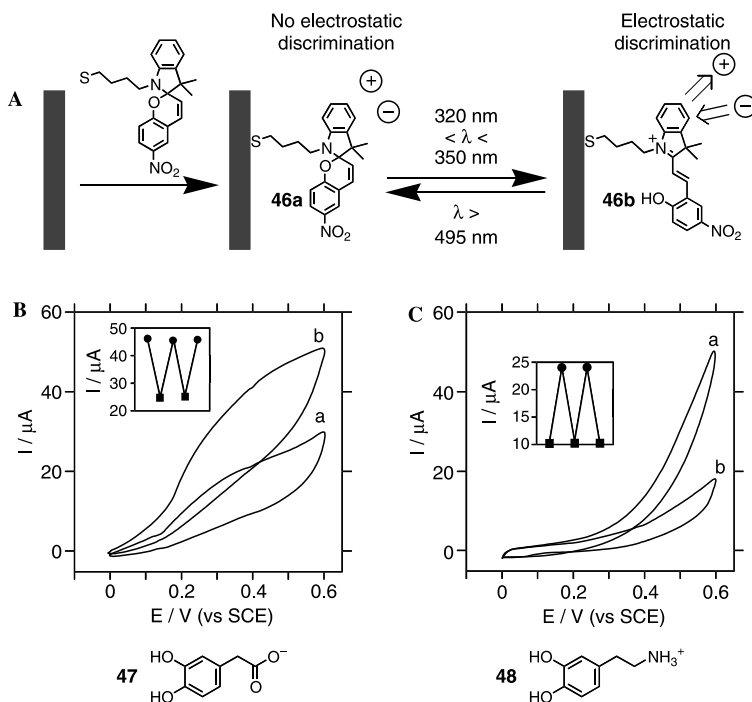 No electrostatic discrimination
Electrostatic discrimination
A
S
N
O
NO2
S
N
O
46a
NO2
+
−
320 nm
< λ <
350 nm
λ >
495 nm
S
+
N
HO
46b
NO2
+
−
B
60
40
20
0
I / μA
50
40
30
20
I / μA
b
a
0
0.2
0.4
0.6
E / V (vs SCE)
C
60
40
20
0
I / μA
25
20
15
10
I / μA
a
b
0
0.2
0.4
0.6
E / V (vs SCE)
47
HO
HO
O−
O
48
HO
HO
NH3+